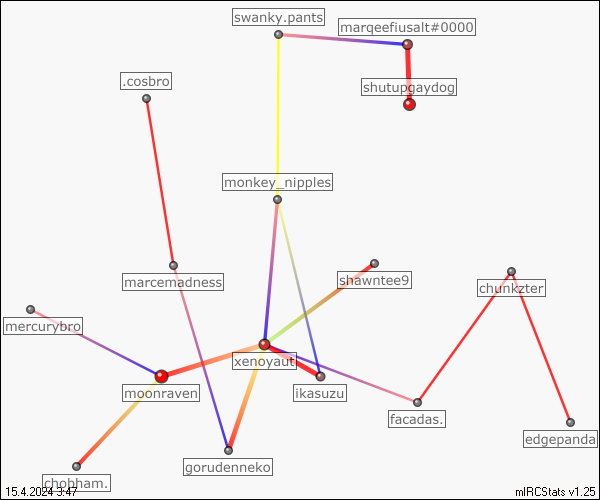 swanky.pants
marqeefiusalt#0000
.cosbro
shutupgaydog
monkey_nipples
marcemadness
shawntee9
chunkzter
mercurybro
xenoyaut
moonraven
ikasuzu
facadas.
edgepanda
gorudenneko
chohham.
15.4.2024 3:47
mIRCStats v1.25